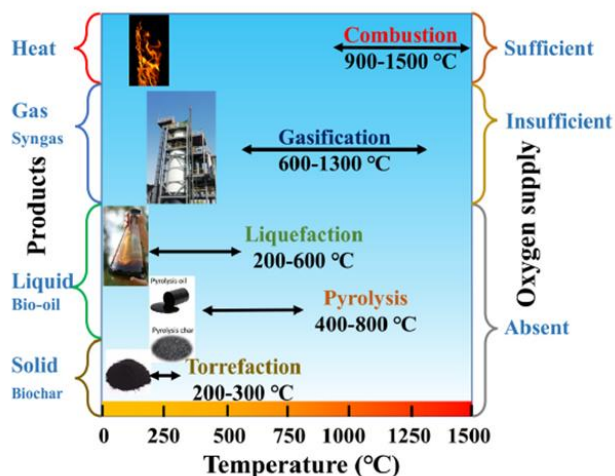 Heat
Gas
Syngas
Products
Liquid
Bio-oil
Solid
Biochar
Combustion
900-1500 °C
Gasification
600-1300 °C
Liquefaction
200-600 °C
Pyrolysis oil
Pyrolysis char
Pyrolysis
400-800 °C
Torrefaction
200-300 °C
Sufficient
Insufficient
Oxygen supply
Absent
0 250 500 750 1000 1250 1500
Temperature (°C)